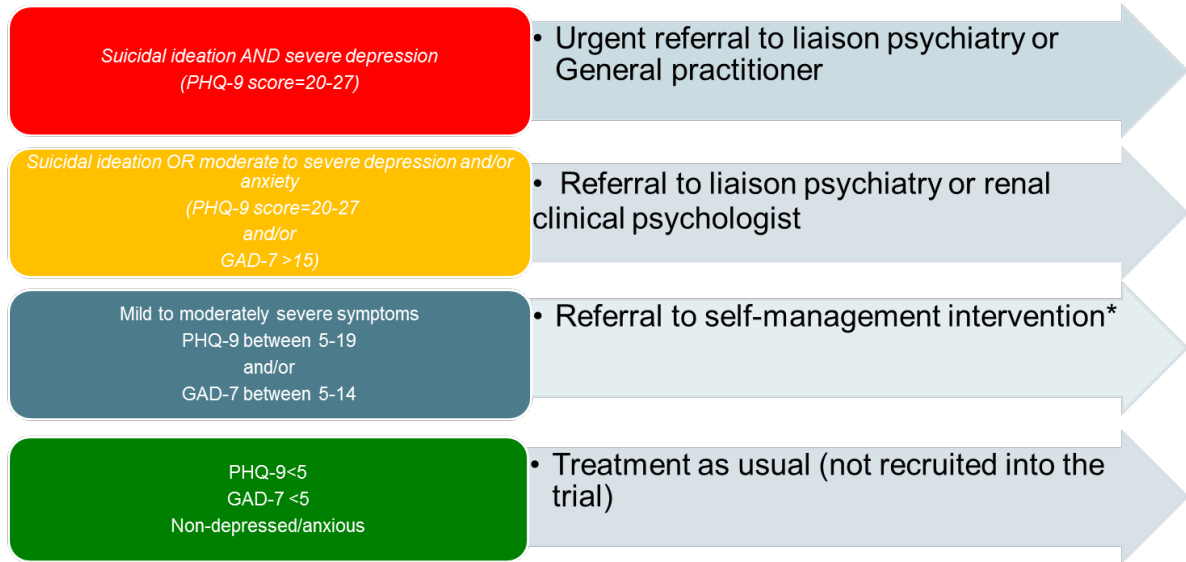 Suicidal ideation AND severe depression
(PHQ-9 score=20-27)
• Urgent referral to liaison psychiatry or
General practitioner
Suicidal ideation OR moderate to severe depression and/or
anxiety
(PHQ-9 score=20-27
and/or
GAD-7 >15)
• Referral to liaison psychiatry or renal
clinical psychologist
Mild to moderately severe symptoms
PHQ-9 between 5-19
and/or
GAD-7 between 5-14
• Referral to self-management intervention*
PHQ-9<5
GAD-7 <5
Non-depressed/anxious
• Treatment as usual (not recruited into the
trial)